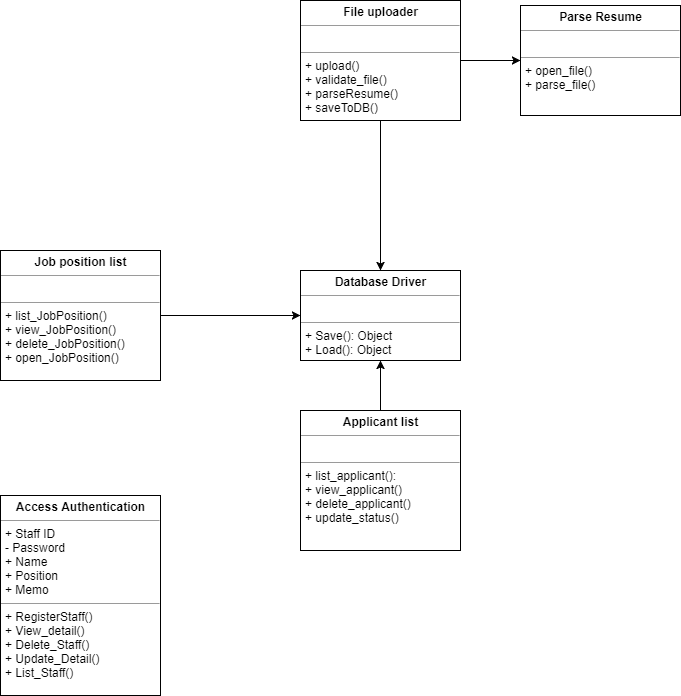 File uploader
+ upload()
+ validate_file()
+ parseResume()
+ saveToDB()
Parse Resume
+ open_file()
+ parse_file()
Job position list
+ list_JobPosition()
+ view_JobPosition()
+ delete_JobPosition()
+ open_JobPosition()
Database Driver
+ Save(): Object
+ Load(): Object
Applicant list
+ list_applicant():
+ view_applicant()
+ delete_applicant()
+ update_status()
Access Authentication
+ Staff ID
- Password
+ Name
+ Position
+ Memo
+ RegisterStaff()
+ View_detail()
+ Delete_Staff()
+ Update_Detail()
+ List_Staff()